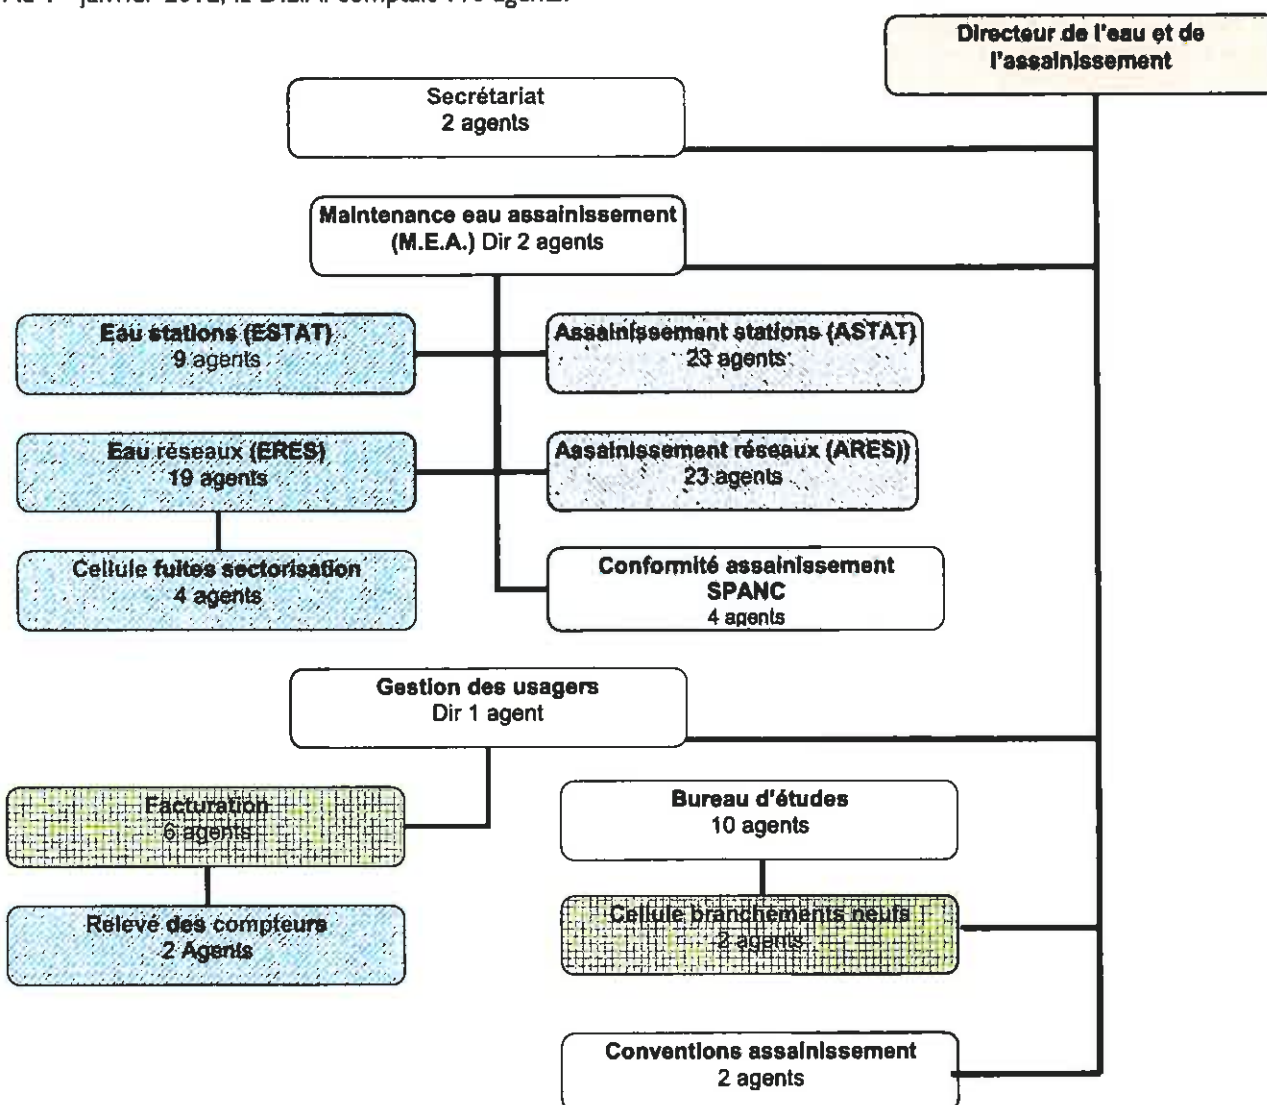 Directeur de l'eau et de
l'assainissement
Secrétariat
2 agents
Maintenance eau assainissement
(M.E.A.) Dir 2 agents
Eau stations (ESTAT)
9 agents
Assainissement stations (ASTAT)
23 agents
Eau réseaux (ERES)
19 agents
Assainissement réseaux (ARES))
23 agents
Cellule fuites sectorisation
4 agents
Conformité assainissement
SPANC
4 agents
Gestion des usagers
Dir 1 agent
Facturation
6 agents
Bureau d'études
10 agents
Relevé des compteurs
2 Agents
Cellule branchements neufs
2 agents
Conventions assainissement
2 agents